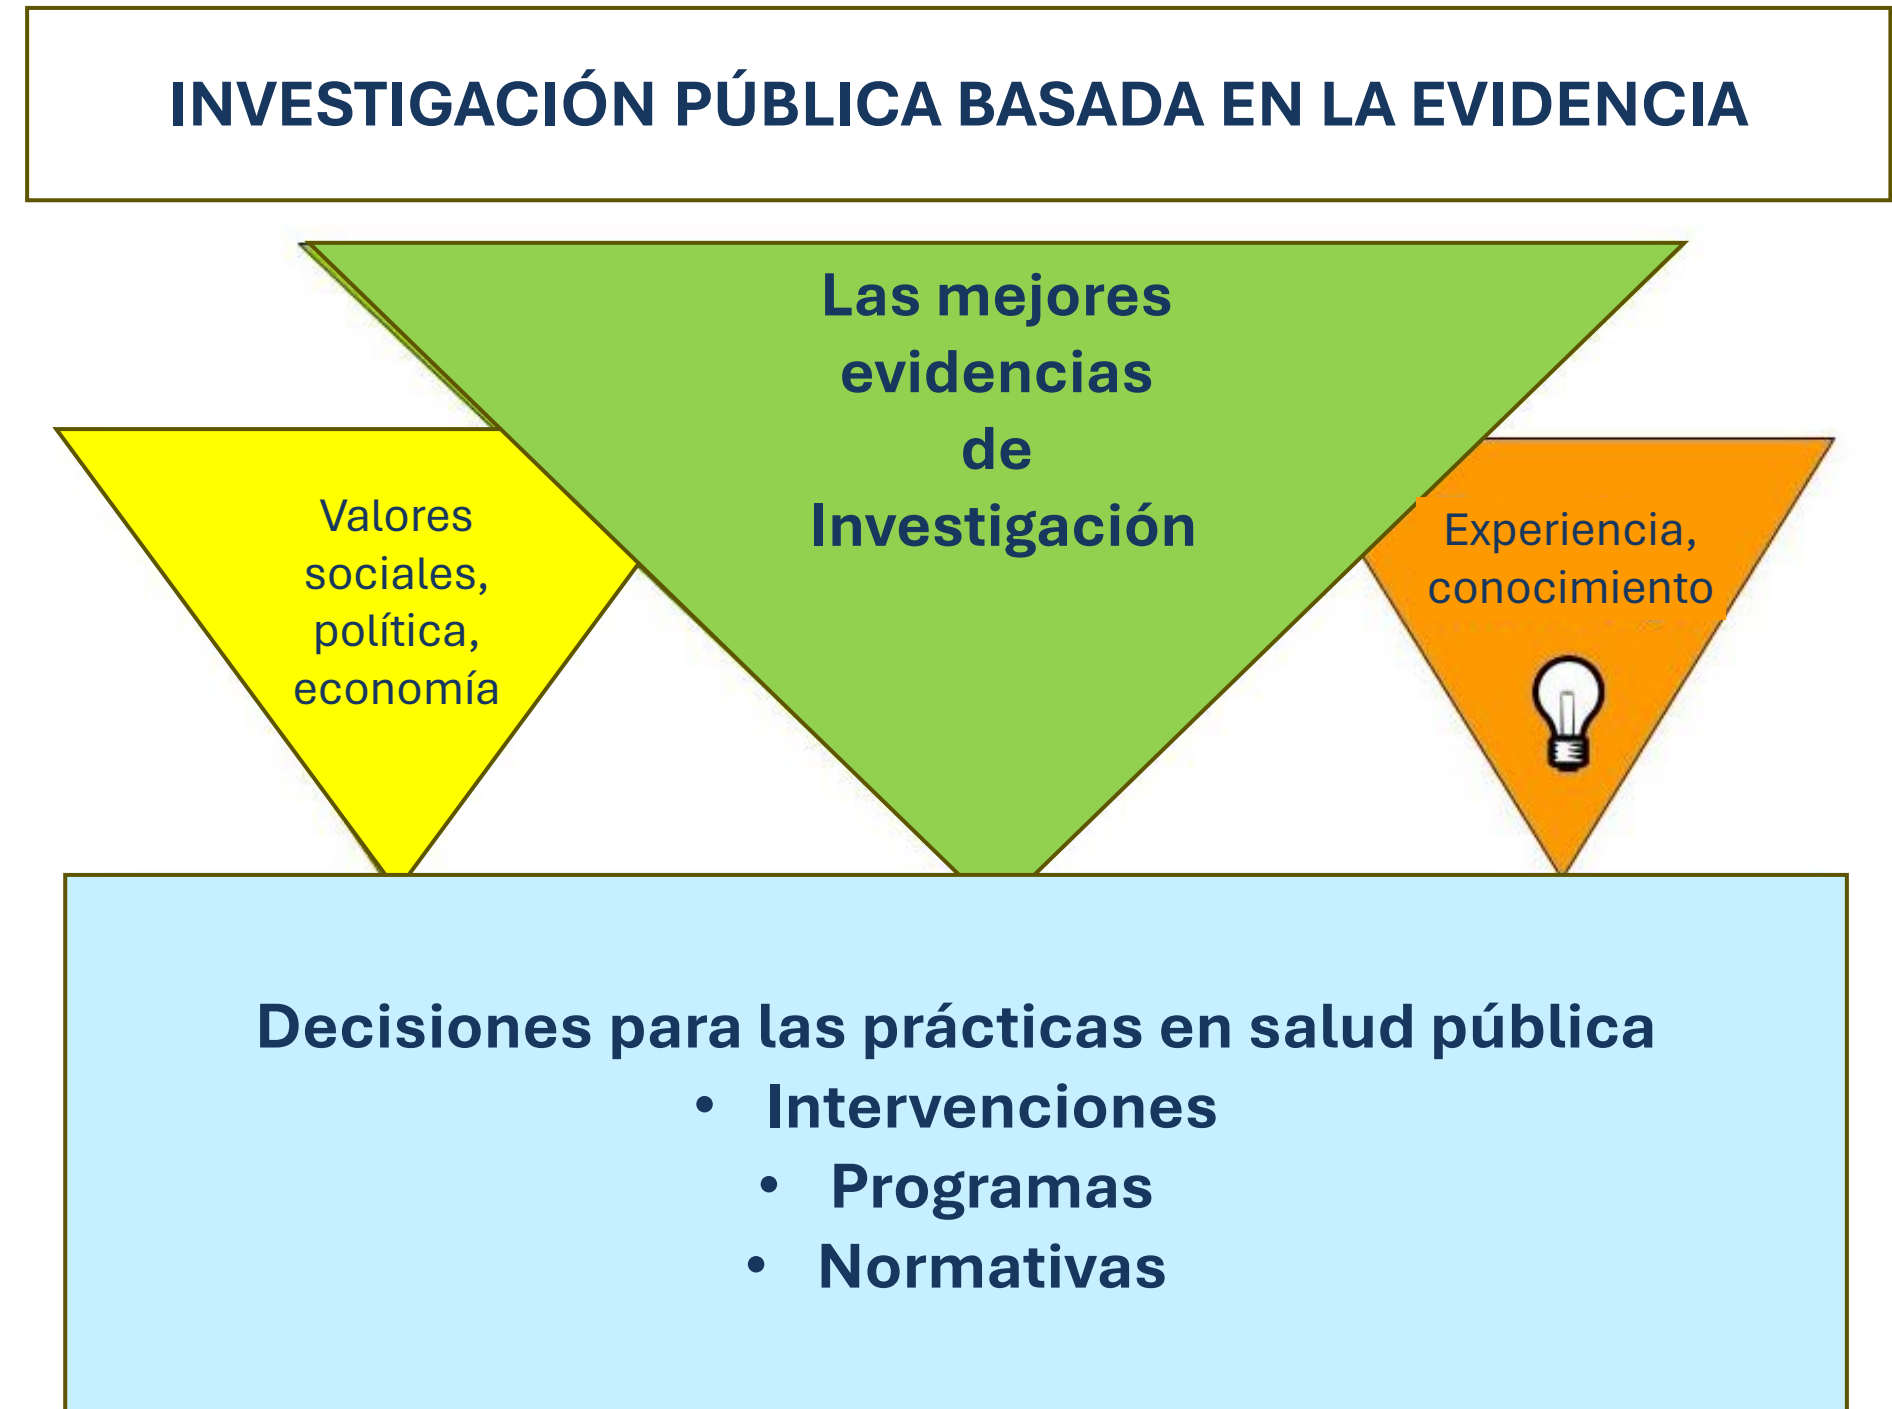 INVESTIGACIÓN PÚBLICA BASADA EN LA EVIDENCIA
Las mejores
evidencias
de
Investigación
Valores
sociales,
política,
economía
Experiencia,
conocimiento
Decisiones para las prácticas en salud pública
• Intervenciones
• Programas
• Normativas